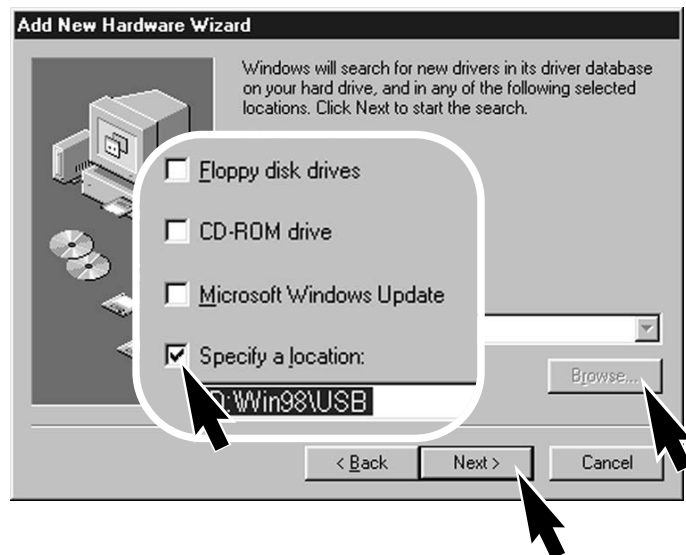 Add New Hardware Wizard
Windows will search for new drivers in its driver database
on your hard drive, and in any of the following selected
locations. Click Next to start the search.
Floppy disk drives
CD-ROM drive
Microsoft Windows Update
Specify a location:
:\Win98\USB
Browse...
< Back
Next >
Cancel